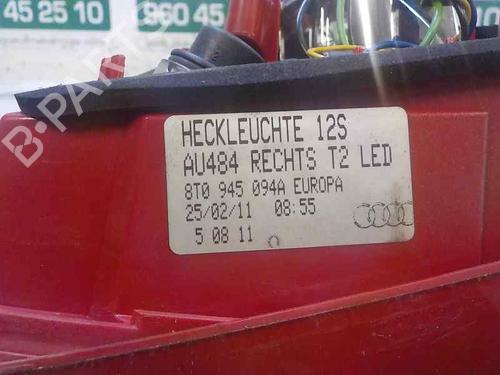 45 25 10
960 45
HECKLEUCHTE 12S
AU484 RECHTS T2 LED
8T0 945 094A EUROPA
25/02/11 08:55
5 08 11
B-PARTS